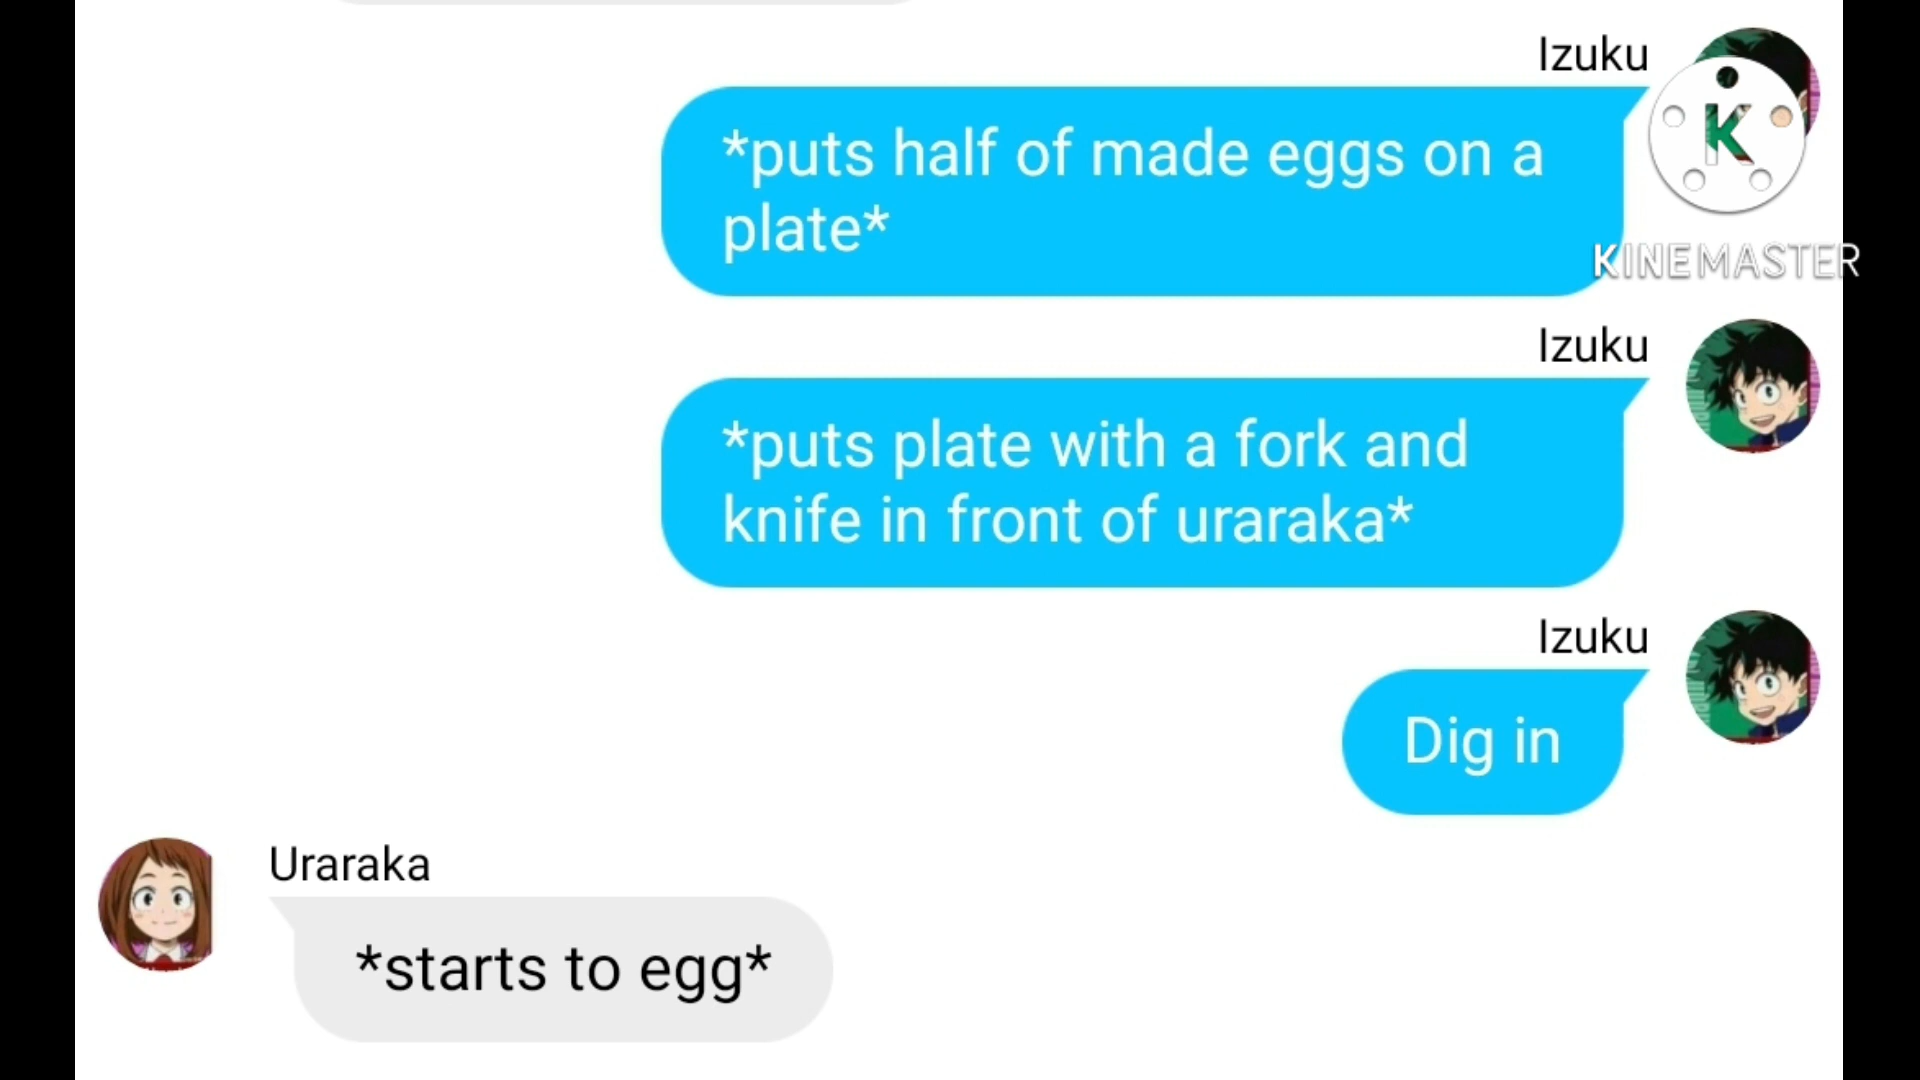 Izuku
*puts half of made eggs on a
plate*
K
KINEMASTER
Izuku
*puts plate with a fork and
knife in front of uraraka*
Izuku
Dig in
Uraraka
*starts to egg*